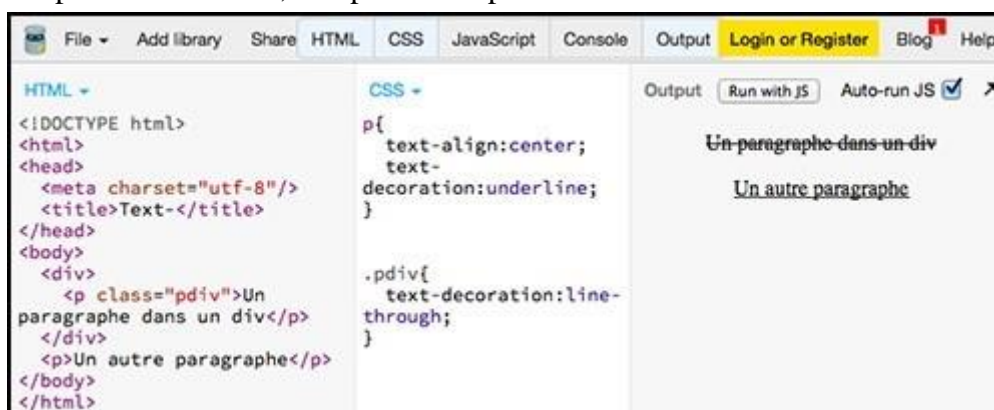 File Add library Share HTML CSS JavaScript Console Output Login or Register Blog 1 Help
HTML
<!DOCTYPE html>
<html>
<head>
<meta charset="utf-8"/>
<title>Text-</title>
</head>
<body>
<div>
<p class="pdiv">Un
paragraphe dans un div</p>
</div>
<p>Un autre paragraphe</p>
</body>
</html>
CSS
p{
text-align:center;
text-
decoration:underline;
}
.pdiv{
text-decoration:line-
through;
}
Output Run with JS Auto-run JS
Un paragraphe dans un div
Un autre paragraphe